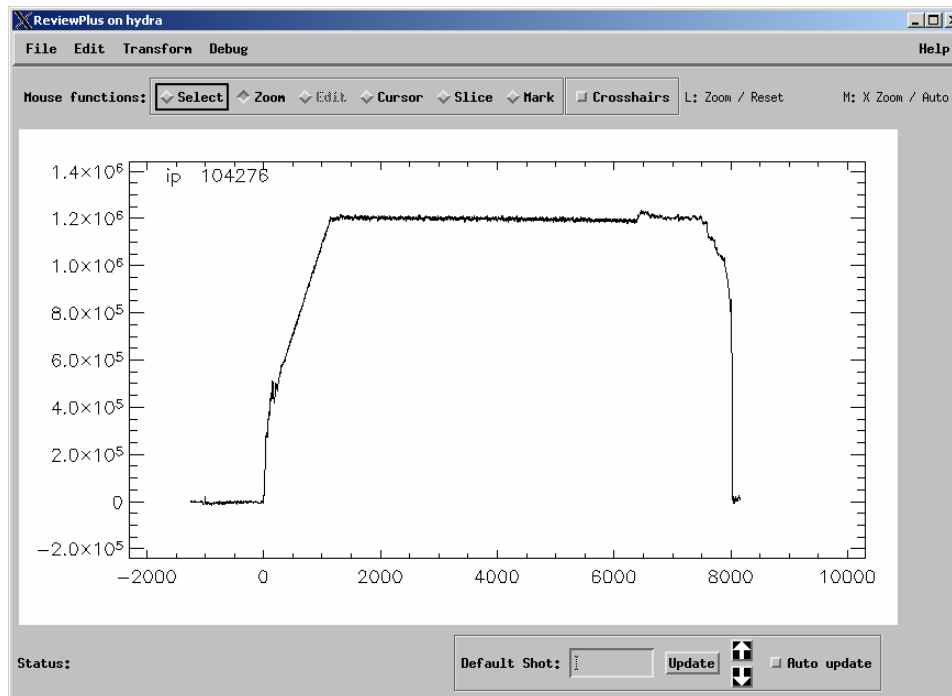 ReviewPlus on hydra
File Edit Transform Debug Help
Mouse functions: Select Zoom Edit Cursor Slice Mark Crosshairs L: Zoom / Reset M: X Zoom / Auto
ip 104276
1.4×10⁶
1.2×10⁶
1.0×10⁶
8.0×10⁵
6.0×10⁵
4.0×10⁵
2.0×10⁵
0
−2.0×10⁵
−2000 0 2000 4000 6000 8000 10000
Status: Default Shot: Update Auto update